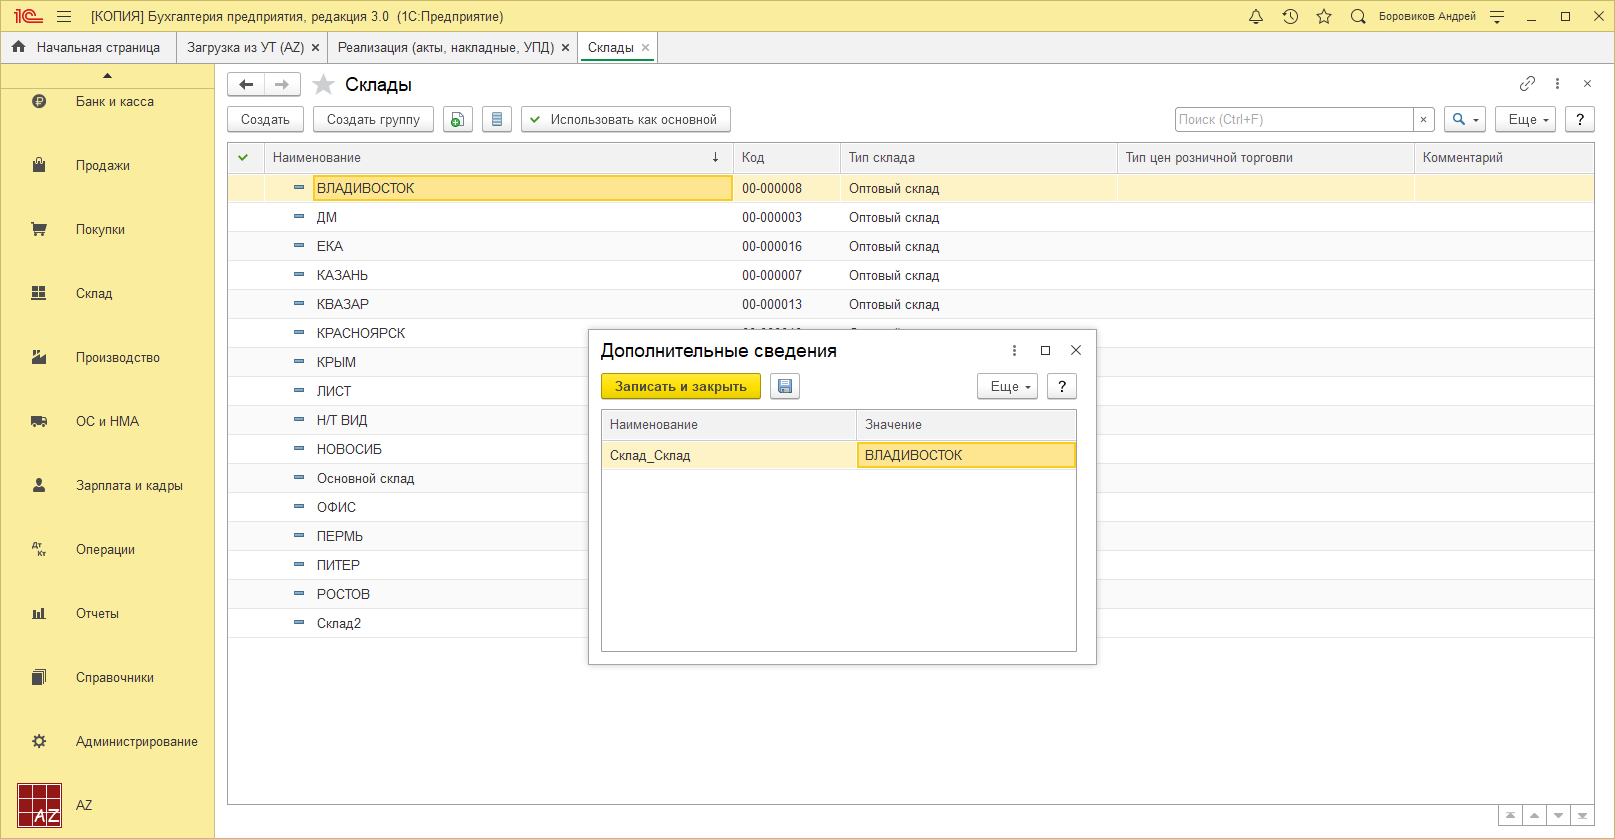 1С [КОПИЯ] Бухгалтерия предприятия, редакция 3.0 (1С:Предприятие) Боровиков Андрей
Начальная страница Загрузка из УТ (AZ) × Реализация (акты, накладные, УПД) × Склады ×
Банк и касса
Продажи
Покупки
Склад
Производство
ОС и НМА
Зарплата и кадры
Дт Кт Операции
Отчеты
Справочники
Администрирование
AZ AZ
Склады
Создать Создать группу Использовать как основной Поиск (Ctrl+F) × Еще ?
Наименование ↓ Код Тип склада Тип цен розничной торговли Комментарий
ВЛАДИВОСТОК 00-000008 Оптовый склад
ДМ 00-000003 Оптовый склад
ЕКА 00-000016 Оптовый склад
КАЗАНЬ 00-000007 Оптовый склад
КВАЗАР 00-000013 Оптовый склад
КРАСНОЯРСК
КРЫМ
ЛИСТ
Н/Т ВИД
НОВОСИБ
Основной склад
ОФИС
ПЕРМЬ
ПИТЕР
РОСТОВ
Склад2
Дополнительные сведения
Записать и закрыть Еще ?
Наименование Значение
Склад_Склад ВЛАДИВОСТОК